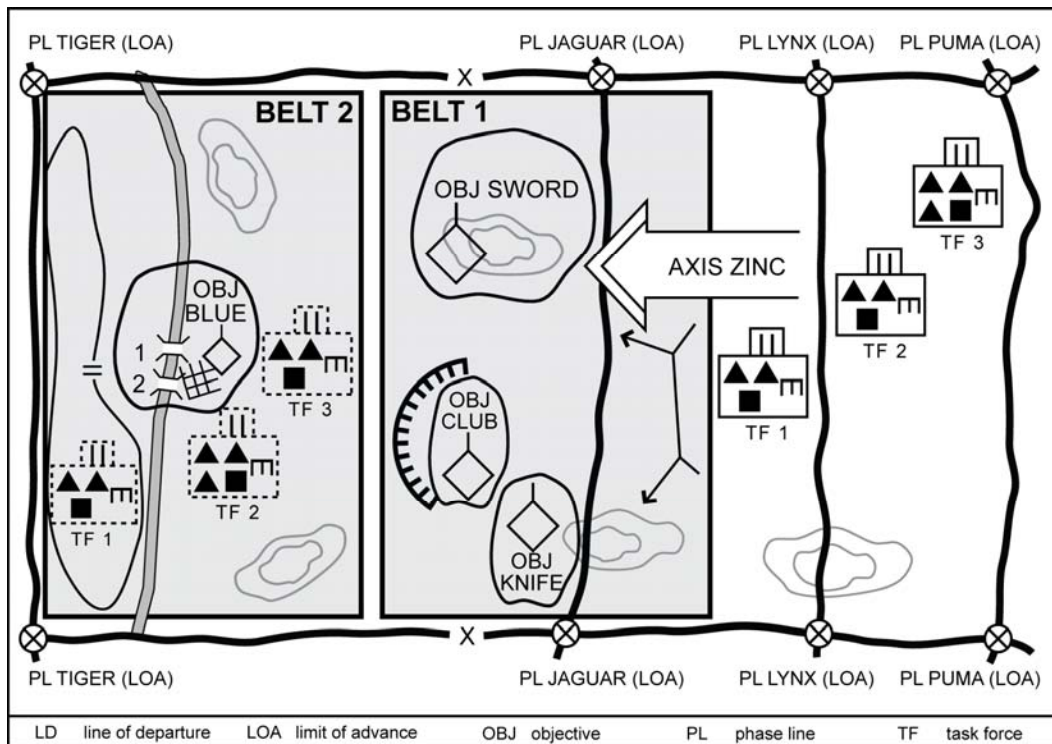 PL TIGER (LOA) PL JAGUAR (LOA) PL LYNX (LOA) PL PUMA (LOA)
X
BELT 2 BELT 1
OBJ SWORD
TF 3
AXIS ZINC
OBJ
BLUE
TF 2
1
2
TF 3
TF 1
OBJ
CLUB
TF 2
TF 1
OBJ
KNIFE
X
PL TIGER (LOA) PL JAGUAR (LOA) PL LYNX (LOA) PL PUMA (LOA)
LD line of departure LOA limit of advance OBJ objective PL phase line TF task force